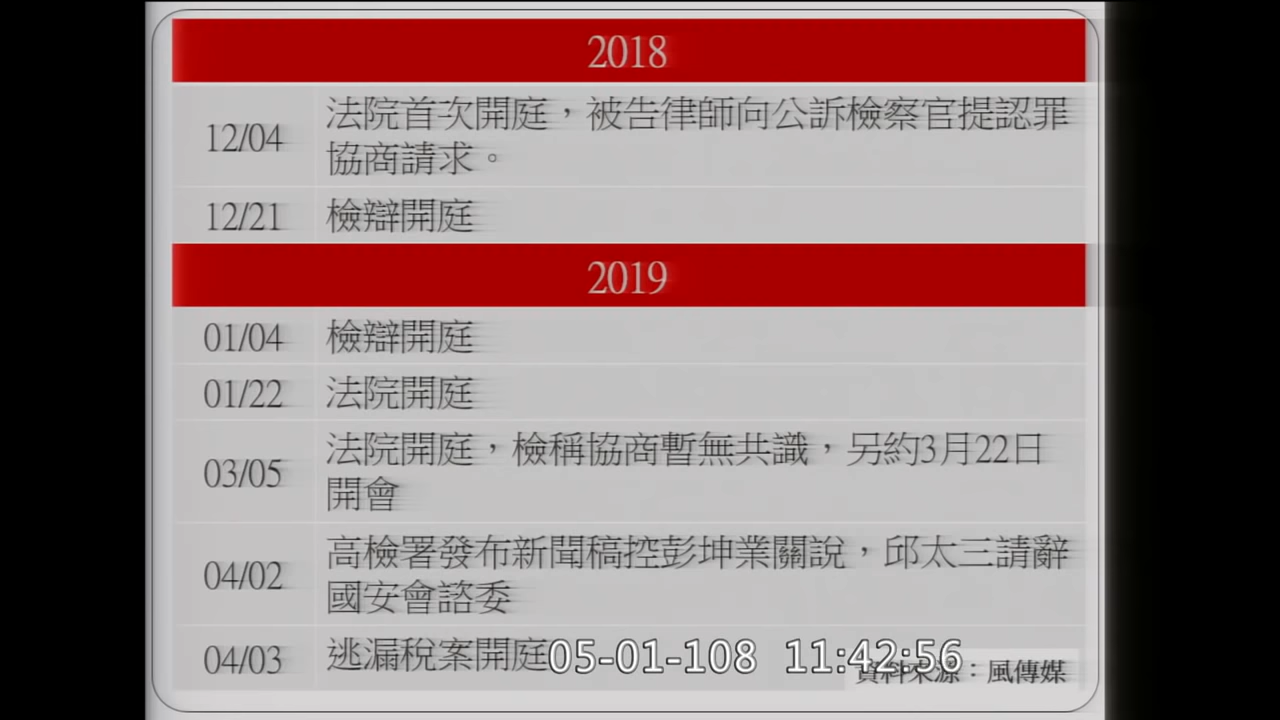 2018
12/04
法院首次開庭，被告律師向公訴檢察官提認罪
協商請求。
12/21
檢辯開庭
2019
01/04
檢辯開庭
01/22
法院開庭
03/05
法院開庭，檢稱協商暫無共識，另約3月22日
開會
04/02
高檢署發布新聞稿控彭坤業關說，邱太三請辭
國安會諮委
04/03
逃漏稅案開庭
05-01-108 11:42:56
資料來源：風傳媒